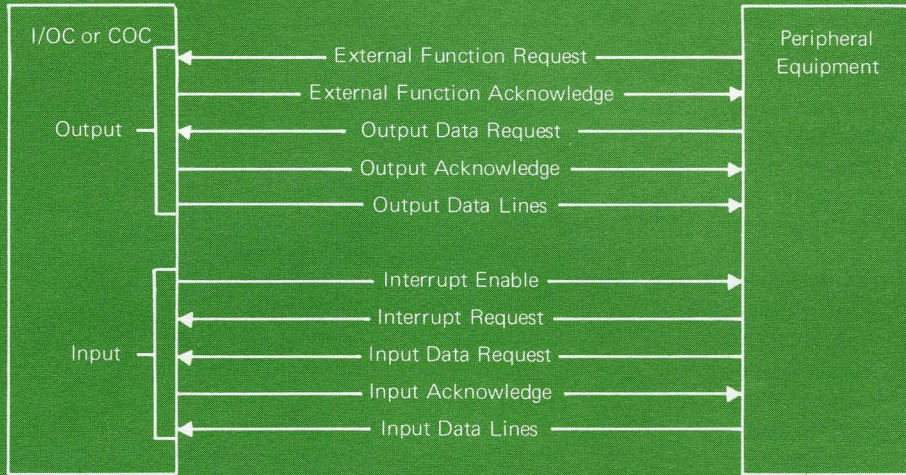 I/OC or COC
Peripheral
Equipment
Output
External Function Request
External Function Acknowledge
Output Data Request
Output Acknowledge
Output Data Lines
Input
Interrupt Enable
Interrupt Request
Input Data Request
Input Acknowledge
Input Data Lines